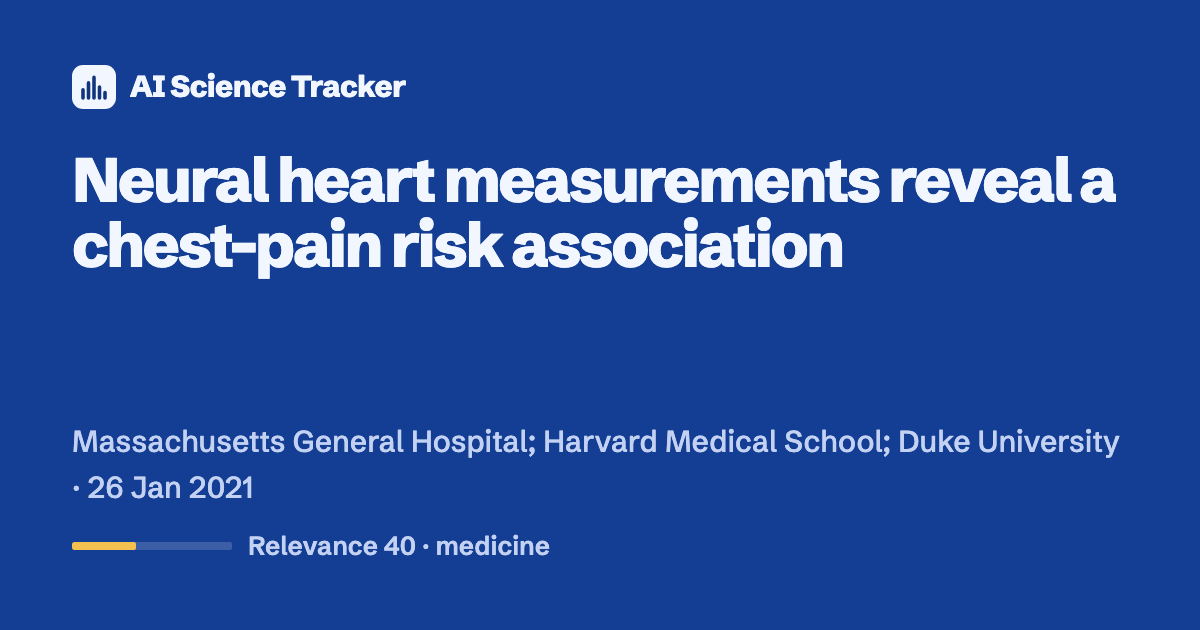 AI Science Tracker
Neural heart measurements reveal a
chest-pain risk association
Massachusetts General Hospital; Harvard Medical School; Duke University
· 26 Jan 2021
Relevance 40 · medicine